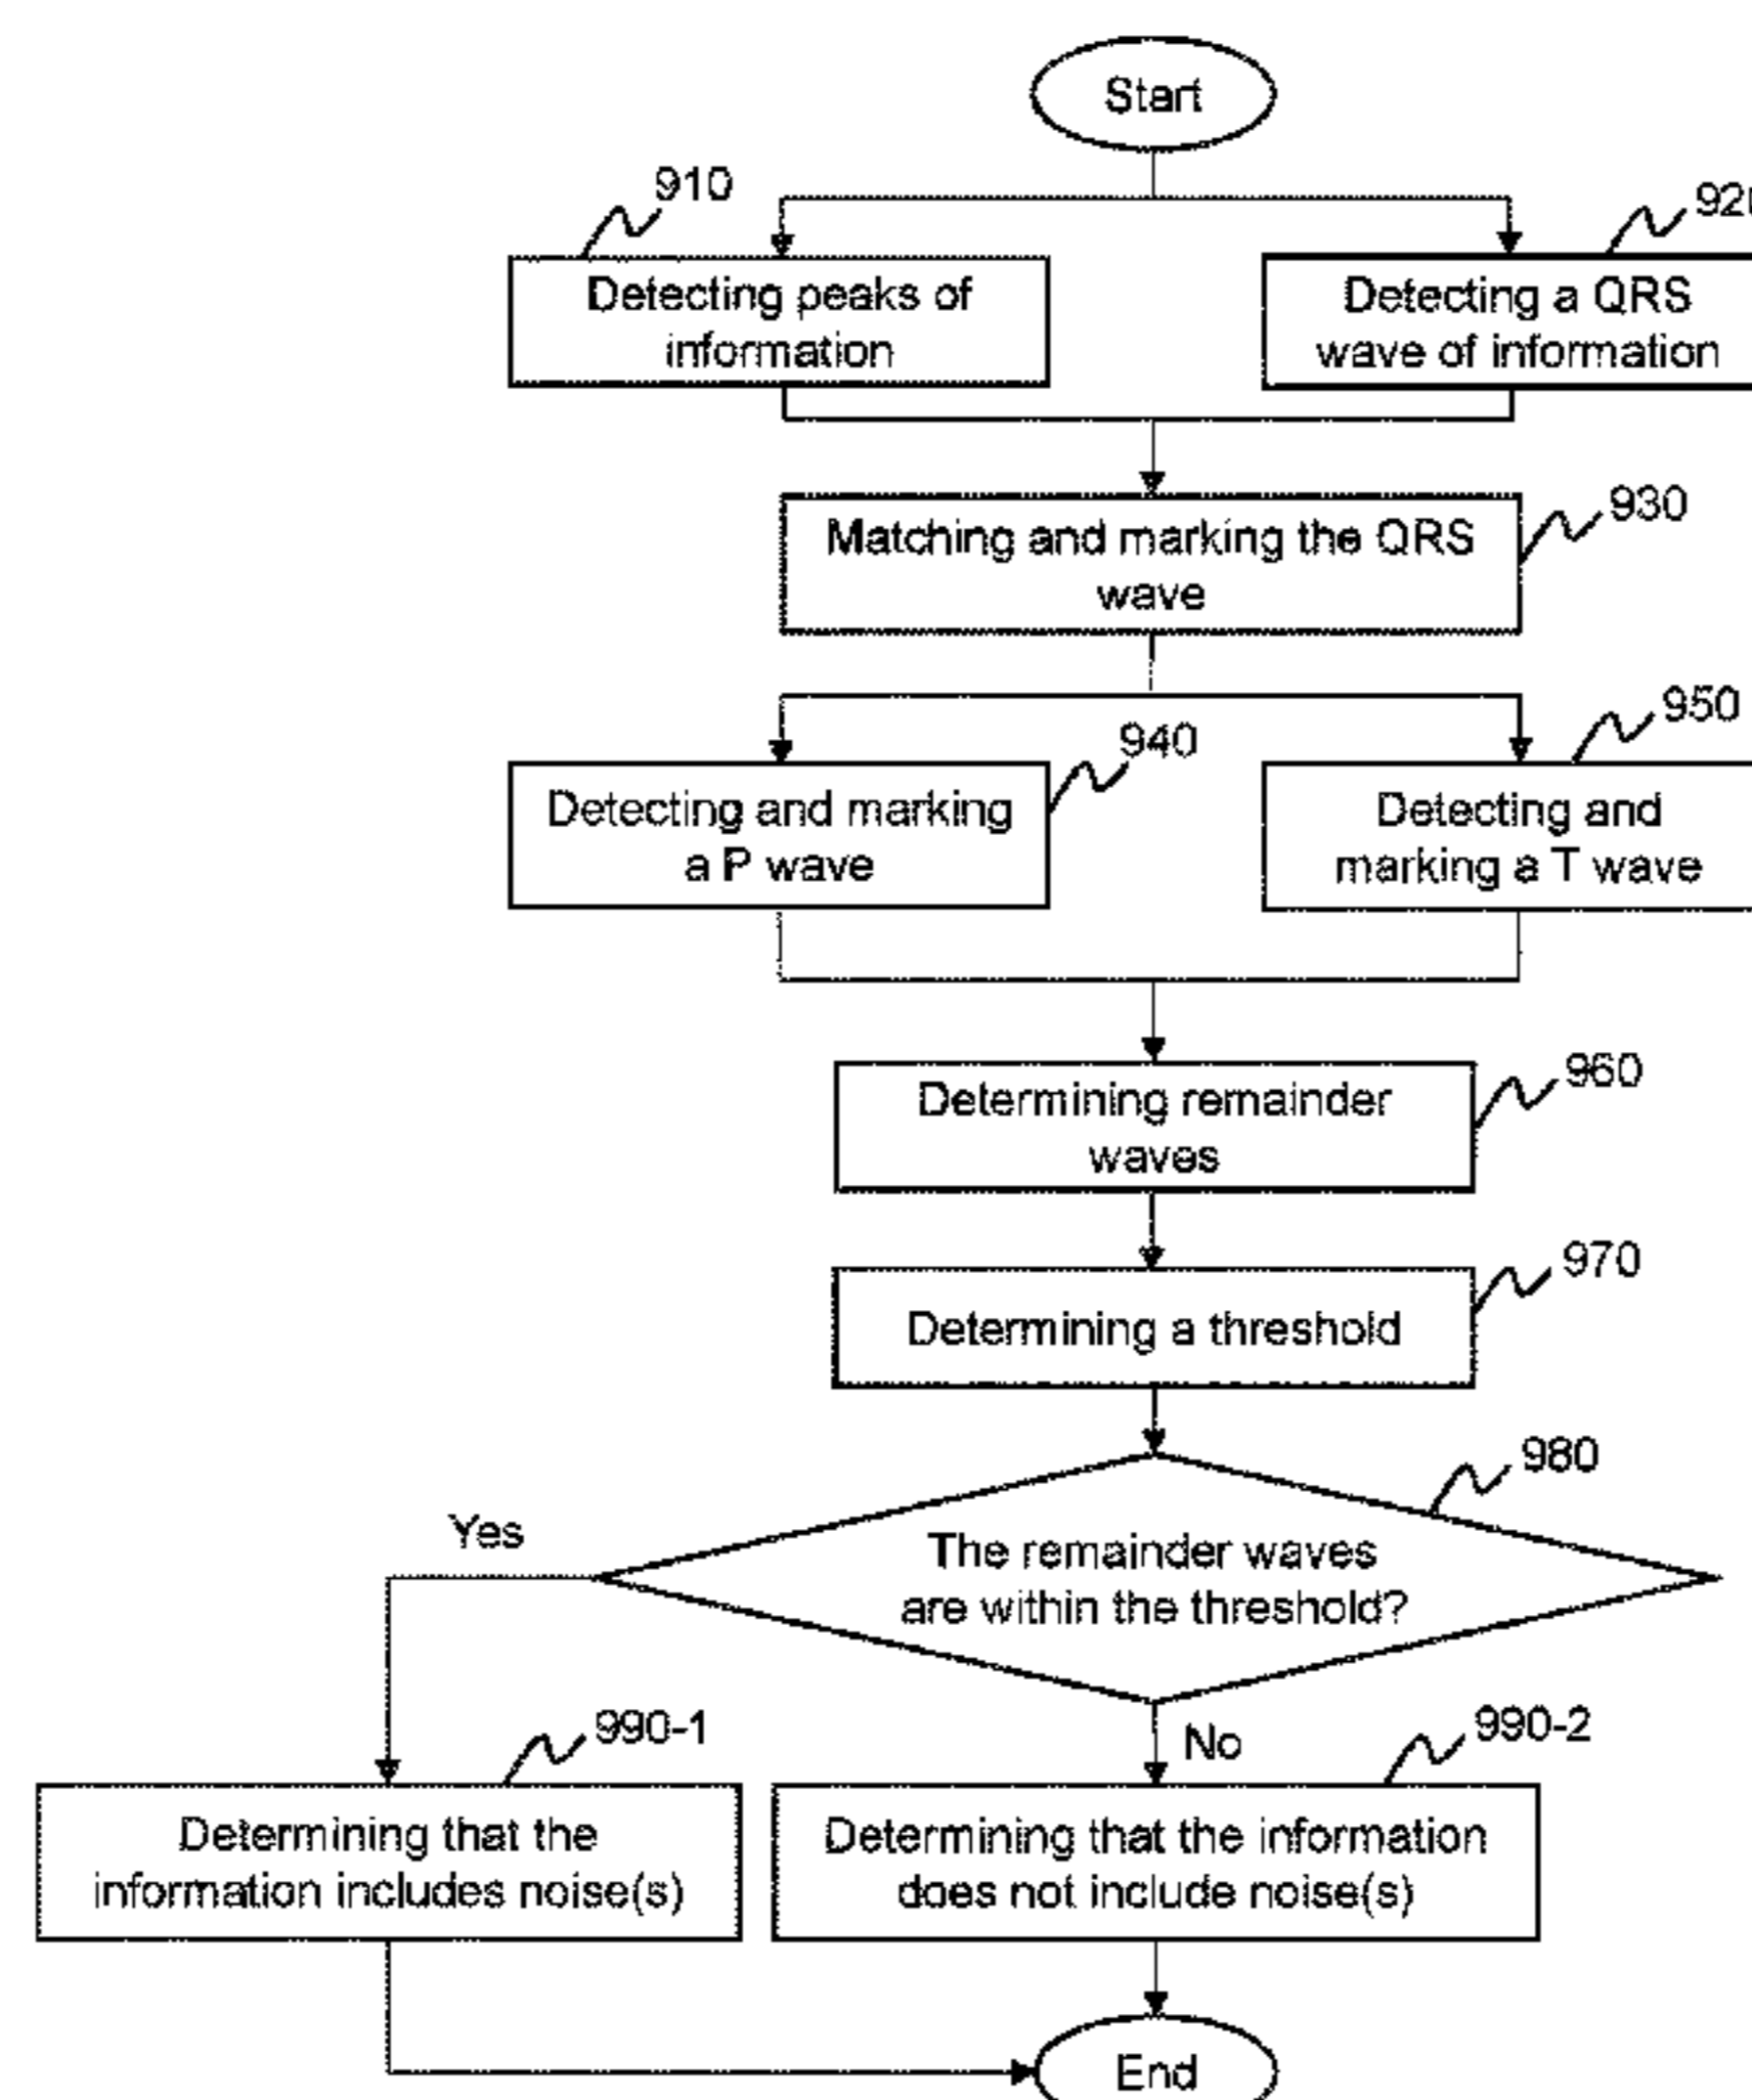 Start
910
920
Detecting peaks of
information
Detecting a QRS
wave of information
930
Matching and marking the QRS
wave
940
950
Detecting and marking
a P wave
Detecting and
marking a T wave
960
Determining remainder
waves
970
Determining a threshold
980
Yes
The remainder waves
are within the threshold?
990-1
No
990-2
Determining that the
information includes noise(s)
Determining that the information
does not include noise(s)
End